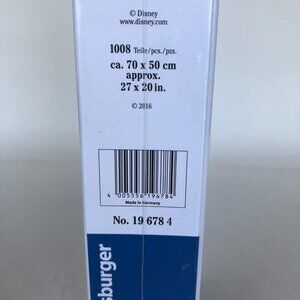 © Disney
www.disney.com
1008 Teile/pcs./pzs.
ca. 70 x 50 cm
approx.
27 x 20 in.
© 2016
4 005556 196784
Made in Germany
No. 19 678 4
sburger